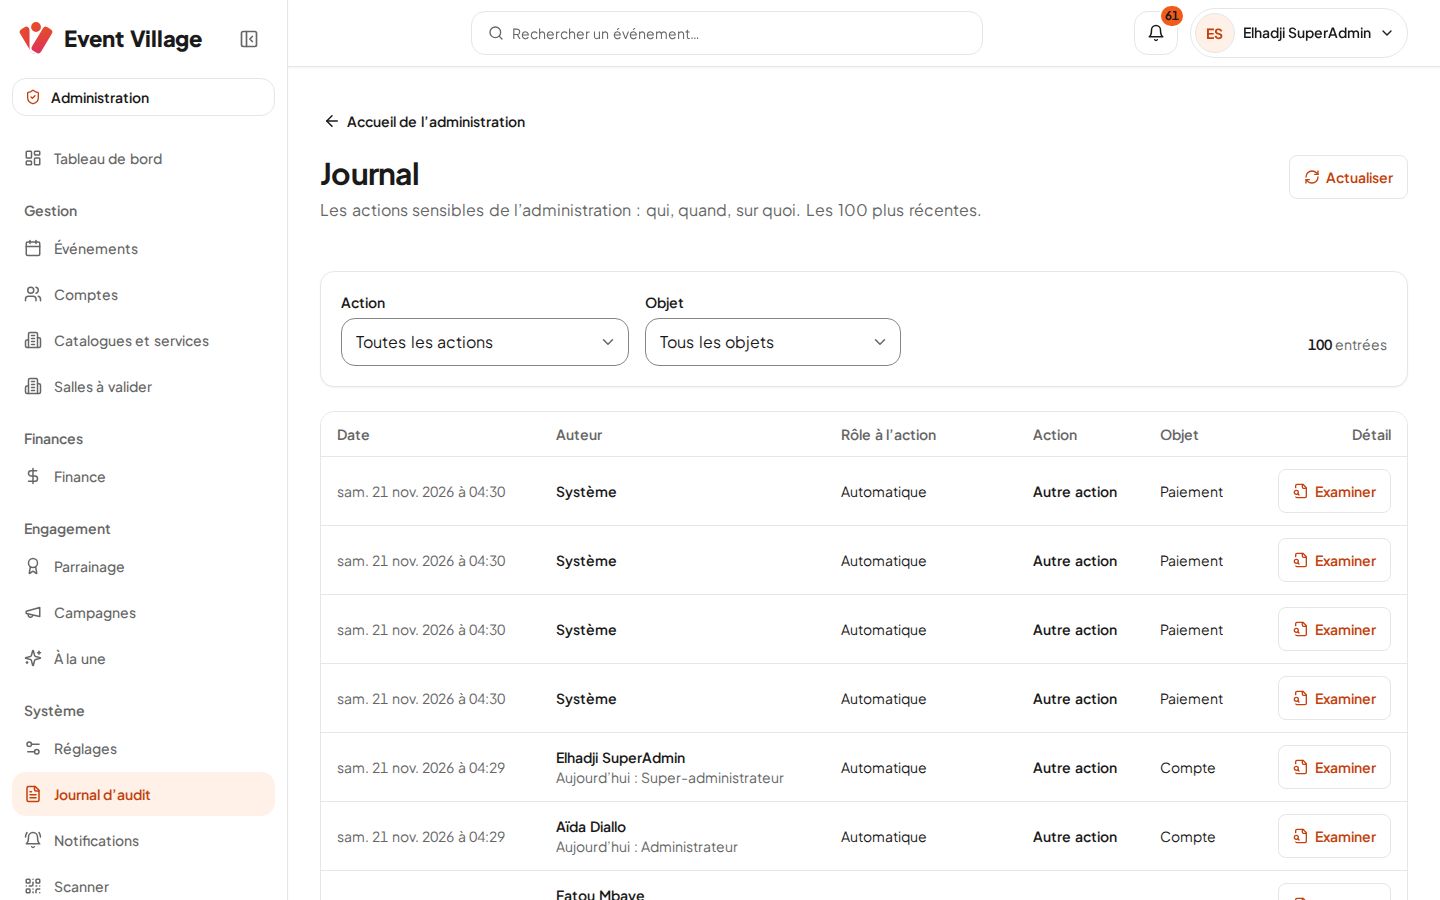 Event Village
Rechercher un événement…
61
ES
Elhadji SuperAdmin
Administration
Tableau de bord
Gestion
Événements
Comptes
Catalogues et services
Salles à valider
Finances
Finance
Engagement
Parrainage
Campagnes
À la une
Système
Réglages
Journal d’audit
Notifications
Scanner
Accueil de l’administration
Journal
Actualiser
Les actions sensibles de l’administration : qui, quand, sur quoi. Les 100 plus récentes.
Action
Objet
Toutes les actions
Tous les objets
100 entrées
Date Auteur Rôle à l’action Action Objet Détail
sam. 21 nov. 2026 à 04:30 Système Automatique Autre action Paiement Examiner
sam. 21 nov. 2026 à 04:30 Système Automatique Autre action Paiement Examiner
sam. 21 nov. 2026 à 04:30 Système Automatique Autre action Paiement Examiner
sam. 21 nov. 2026 à 04:30 Système Automatique Autre action Paiement Examiner
Elhadji SuperAdmin
sam. 21 nov. 2026 à 04:29 Automatique Autre action Compte Examiner
Aujourd’hui : Super-administrateur
Aïda Diallo
sam. 21 nov. 2026 à 04:29 Automatique Autre action Compte Examiner
Aujourd’hui : Administrateur
Fatou Mbaye